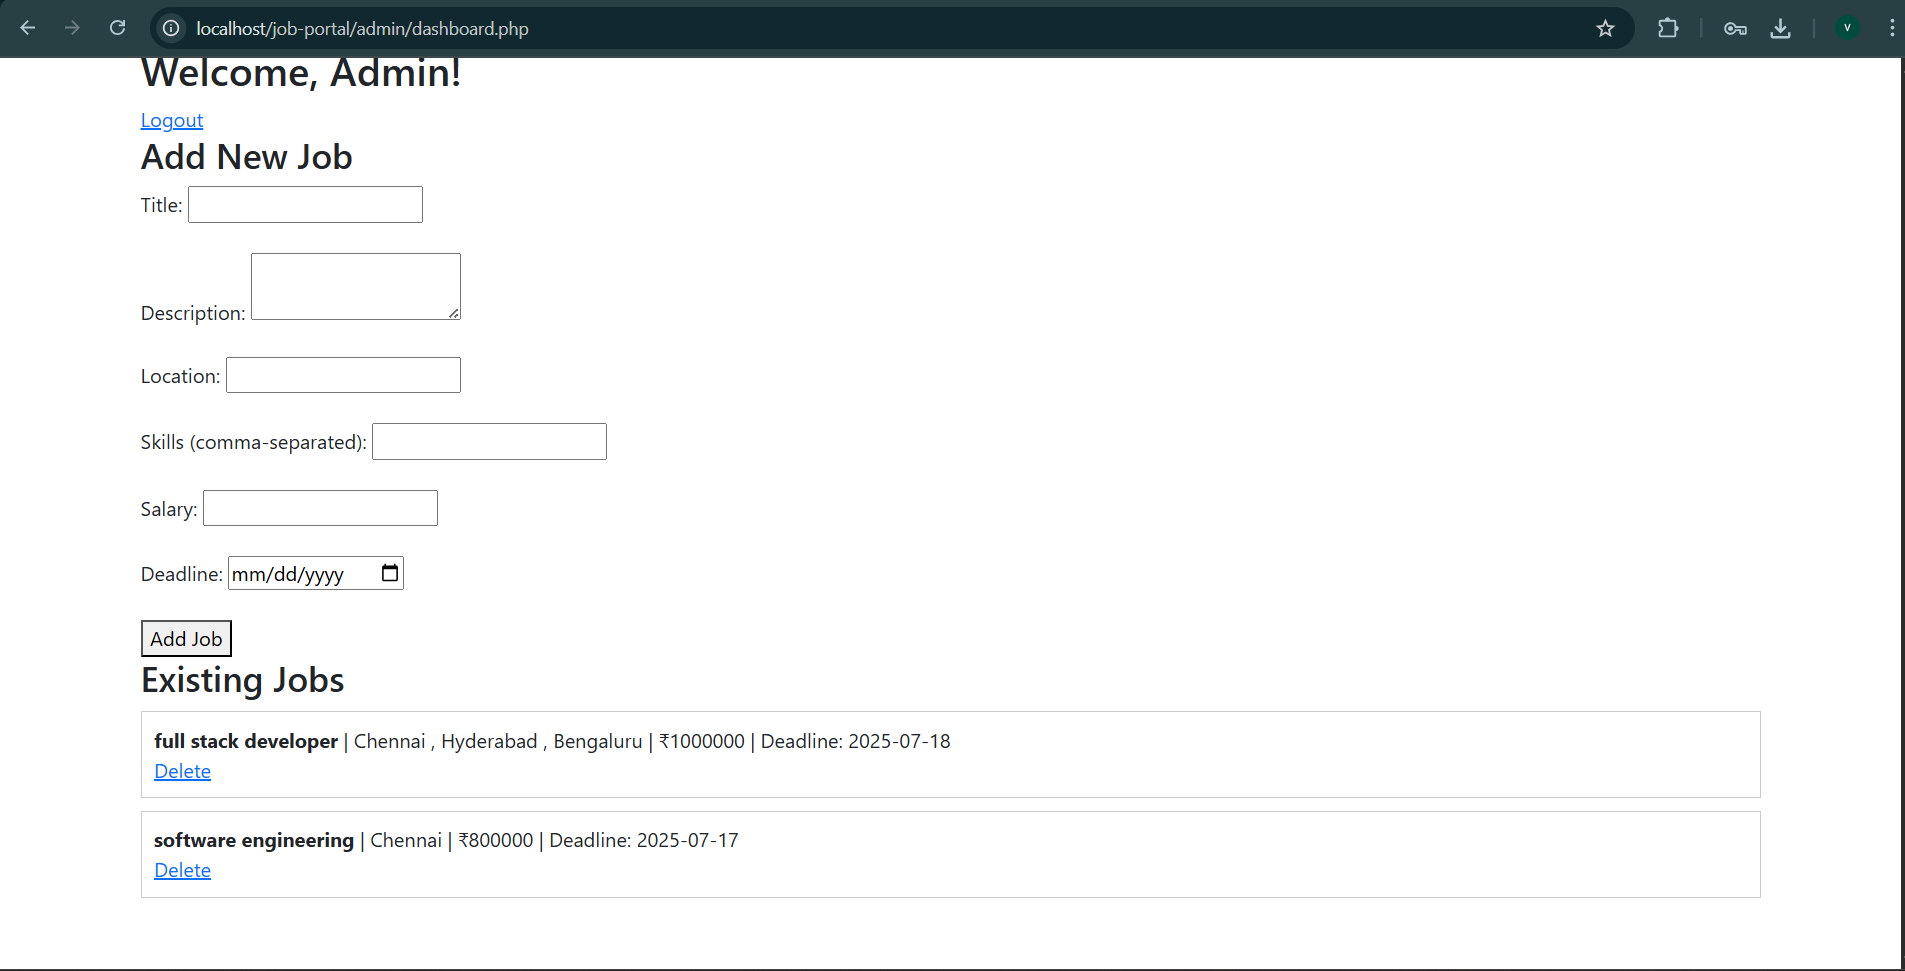 localhost/job-portal/admin/dashboard.php
V
Welcome, Admin!
Logout
Add New Job
Title:
Description:
Location:
Skills (comma-separated):
Salary:
Deadline: mm/dd/yyyy
Add Job
Existing Jobs
full stack developer | Chennai , Hyderabad , Bengaluru | ₹1000000 | Deadline: 2025-07-18
Delete
software engineering | Chennai | ₹800000 | Deadline: 2025-07-17
Delete